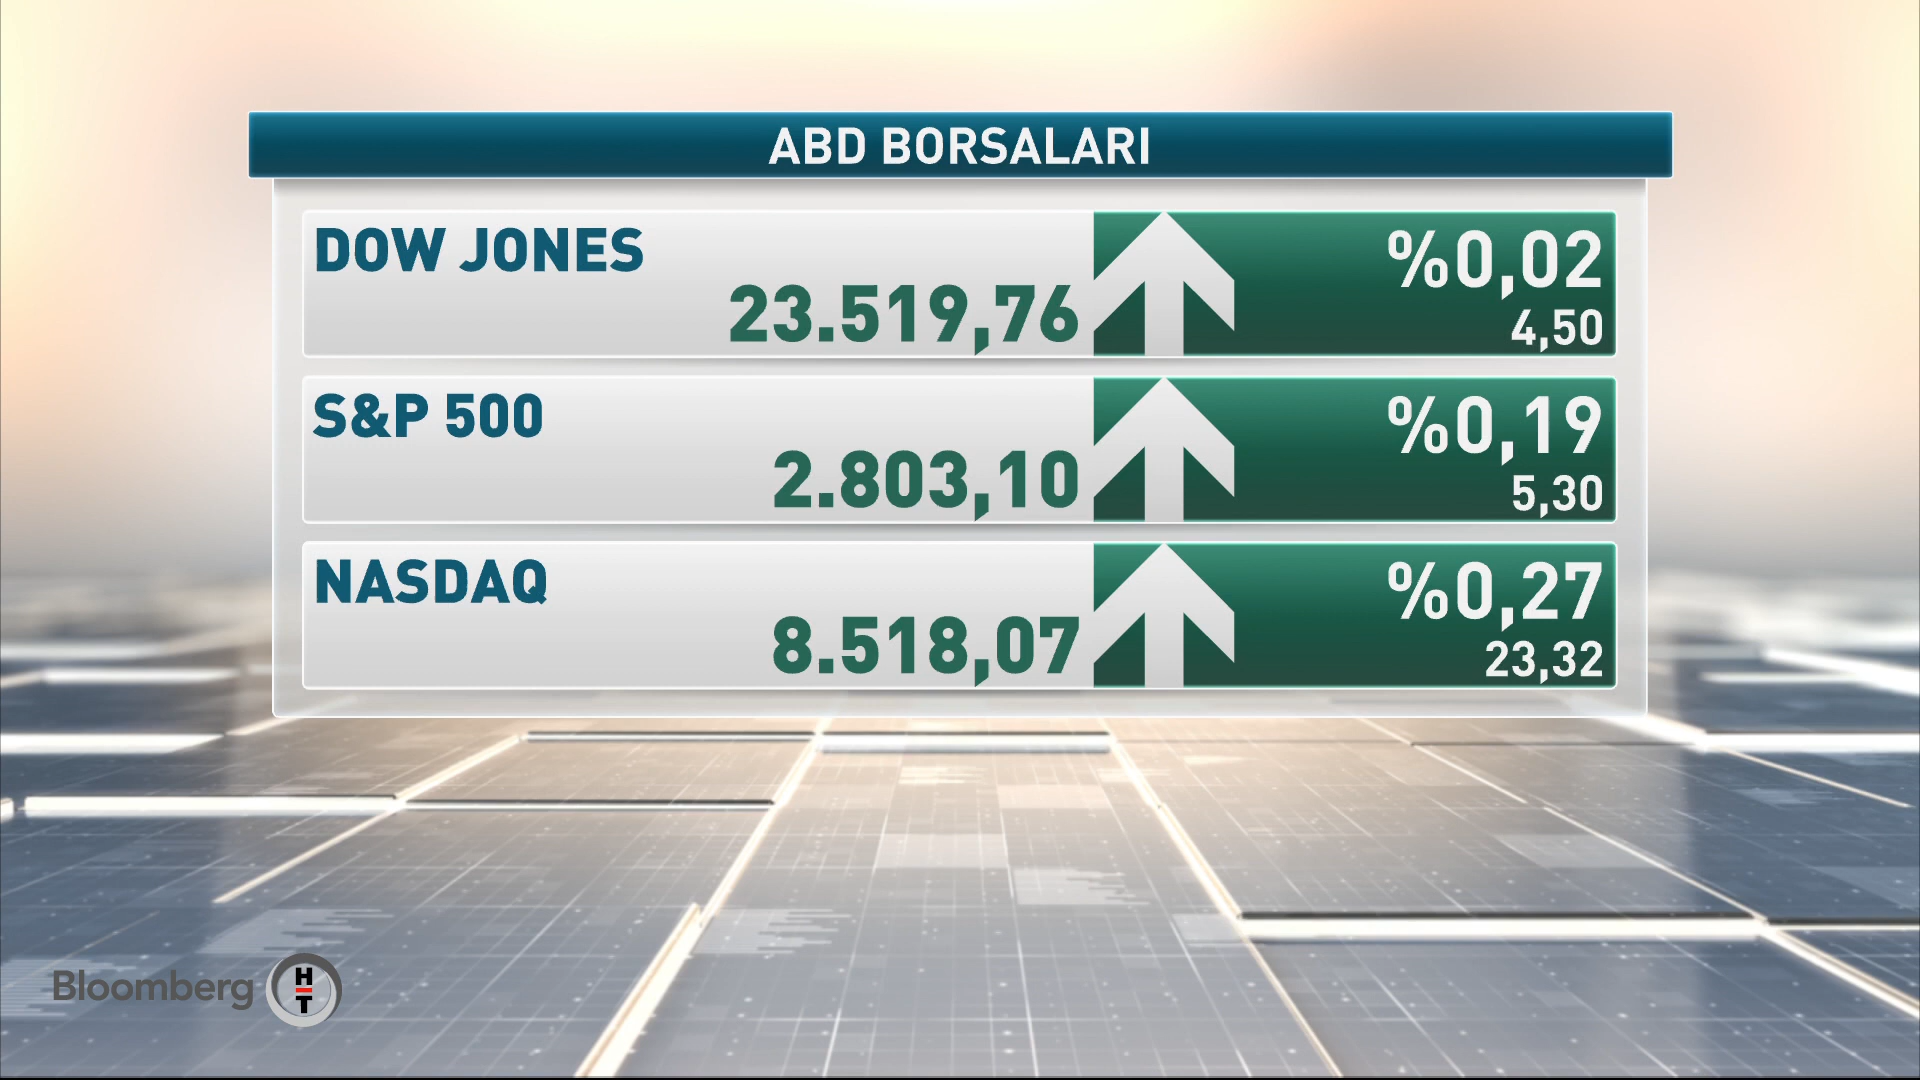 ABD BORSALARI
DOW JONES
23.519,76
%0,02
4,50
S&P 500
2.803,10
%0,19
5,30
NASDAQ
8.518,07
%0,27
23,32
Bloomberg HT